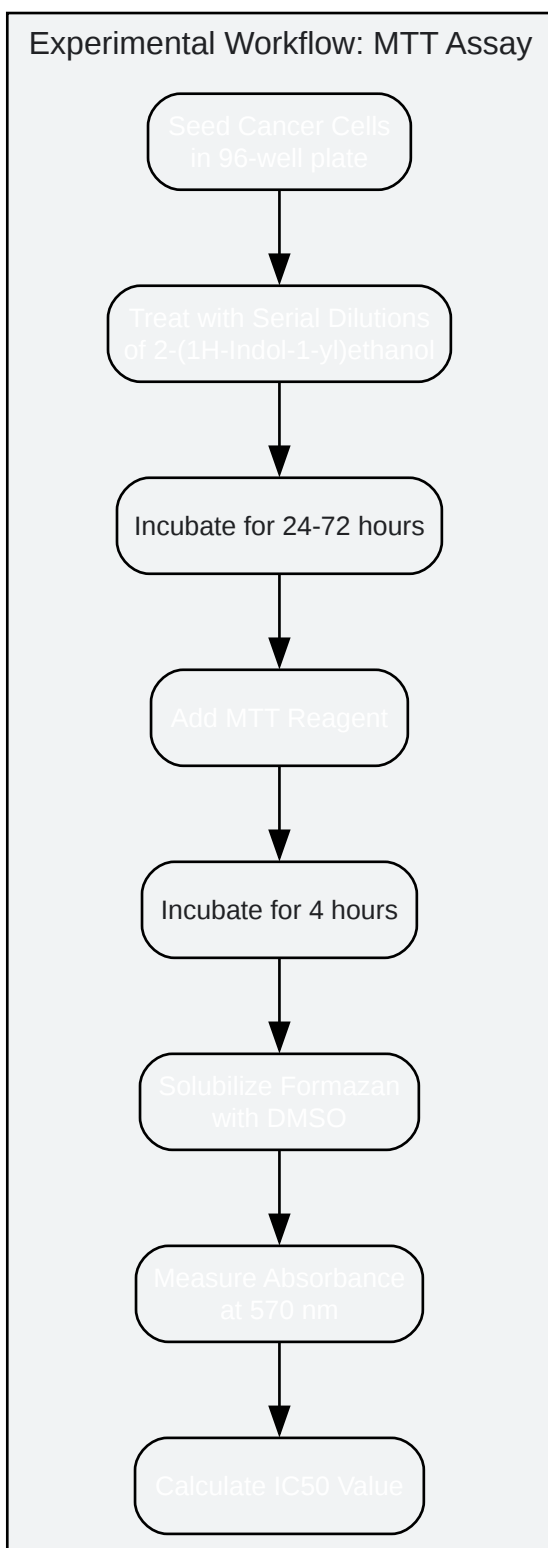 Experimental Workflow: MTT Assay
Seed Cancer Cells
in 96-well plate
Treat with Serial Dilutions
of 2-(1H-Indol-1-yl)ethanol
Incubate for 24-72 hours
Add MTT Reagent
Incubate for 4 hours
Solubilize Formazan
with DMSO
Measure Absorbance
at 570 nm
Calculate IC50 Value